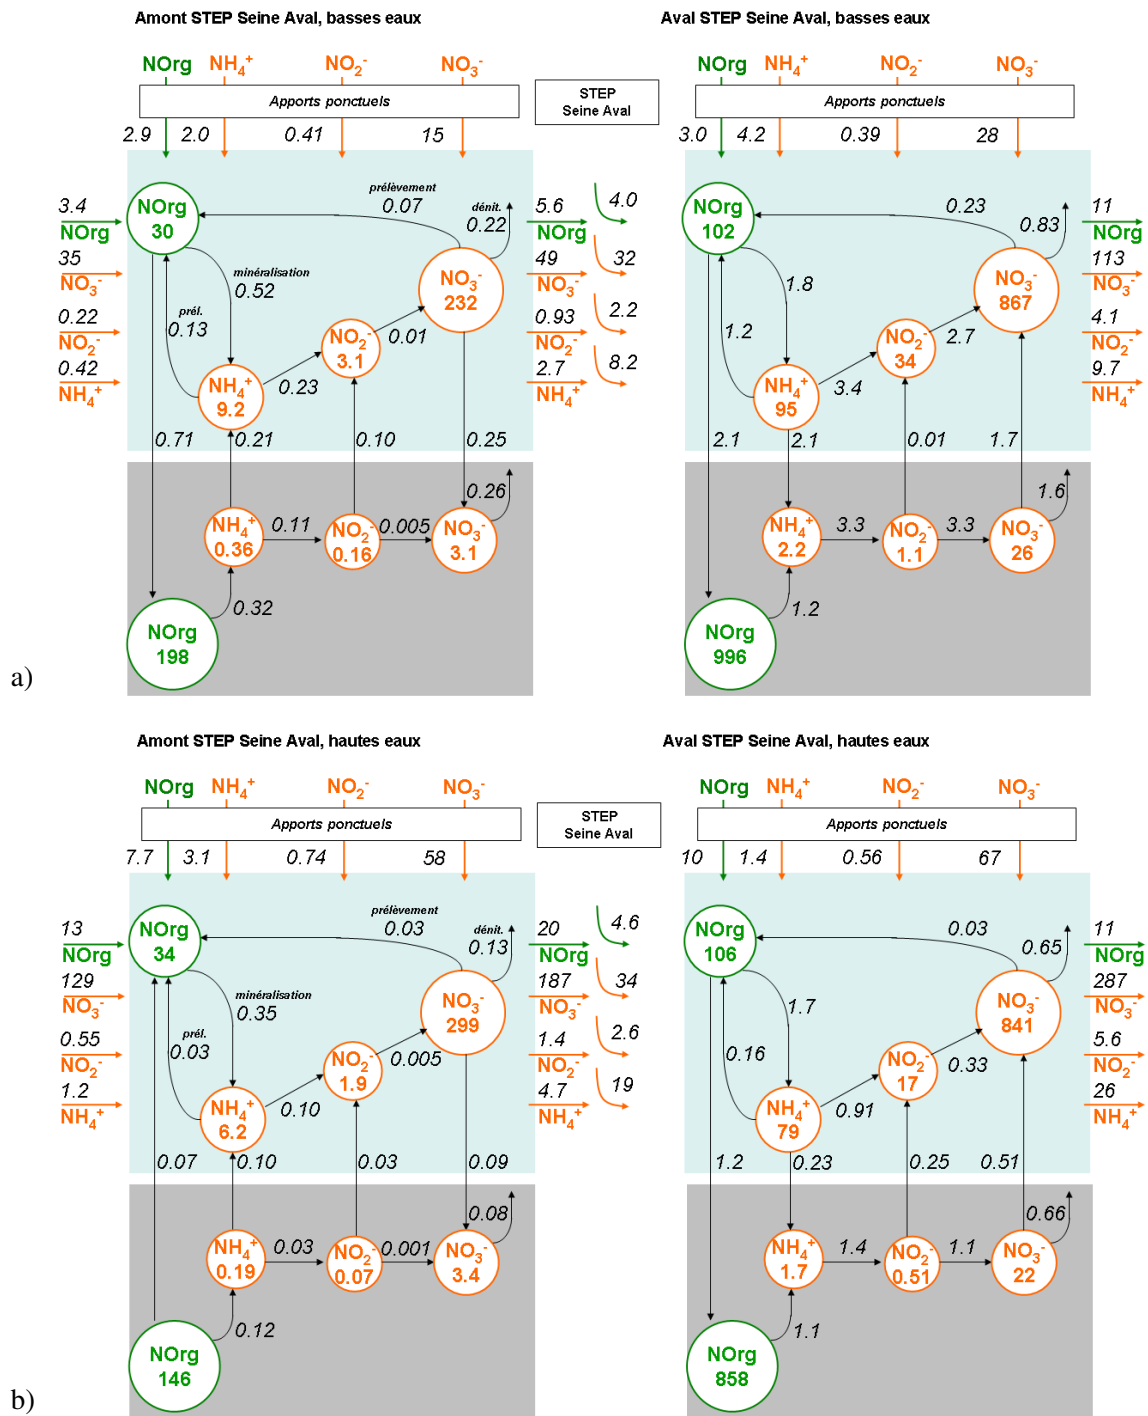 Amont STEP Seine Aval, basses eaux
Aval STEP Seine Aval, basses eaux
NOrg NH₄⁺ NO₂⁻ NO₃⁻
NOrg NH₄⁺ NO₂⁻ NO₃⁻
Apports ponctuels
STEP
Seine Aval
Apports ponctuels
2.9 2.0 0.41 15
3.0 4.2 0.39 28
3.4
NOrg
35
NO₃⁻
0.22
NO₂⁻
0.42
NH₄⁺
NOrg
30
prélèvement
0.07
dénit.
0.22
minéralisation
0.52
prél.
0.13
NO₃⁻
232
0.01
NO₂⁻
3.1
0.23
NH₄⁺
9.2
0.71 0.21 0.10 0.25
0.26
NH₄⁺
0.36
0.11
NO₂⁻
0.16
0.005
NO₃⁻
3.1
0.32
NOrg
198
5.6
NOrg
49
NO₃⁻
0.93
NO₂⁻
2.7
NH₄⁺
4.0
32
2.2
8.2
NOrg
102
0.23
0.83
1.8
1.2
NO₃⁻
867
2.7
NO₂⁻
34
3.4
NH₄⁺
95
2.1 2.1 0.01 1.7
1.6
NH₄⁺
2.2
3.3
NO₂⁻
1.1
3.3
NO₃⁻
26
1.2
NOrg
996
11
NOrg
113
NO₃⁻
4.1
NO₂⁻
9.7
NH₄⁺
a)
Amont STEP Seine Aval, hautes eaux
Aval STEP Seine Aval, hautes eaux
NOrg NH₄⁺ NO₂⁻ NO₃⁻
NOrg NH₄⁺ NO₂⁻ NO₃⁻
Apports ponctuels
STEP
Seine Aval
Apports ponctuels
7.7 3.1 0.74 58
10 1.4 0.56 67
13
NOrg
129
NO₃⁻
0.55
NO₂⁻
1.2
NH₄⁺
NOrg
34
prélèvement
0.03
dénit.
0.13
minéralisation
0.35
prél.
0.03
NO₃⁻
299
0.005
NO₂⁻
1.9
0.10
NH₄⁺
6.2
0.07 0.10 0.03 0.09
0.08
NH₄⁺
0.19
0.03
NO₂⁻
0.07
0.001
NO₃⁻
3.4
0.12
NOrg
146
20
NOrg
187
NO₃⁻
1.4
NO₂⁻
4.7
NH₄⁺
4.6
34
2.6
19
NOrg
106
0.03
0.65
1.7
0.16
NO₃⁻
841
0.33
NO₂⁻
17
0.91
NH₄⁺
79
1.2 0.23 0.25 0.51
0.66
NH₄⁺
1.7
1.4
NO₂⁻
0.51
1.1
NO₃⁻
22
1.1
NOrg
858
11
NOrg
287
NO₃⁻
5.6
NO₂⁻
26
NH₄⁺
b)